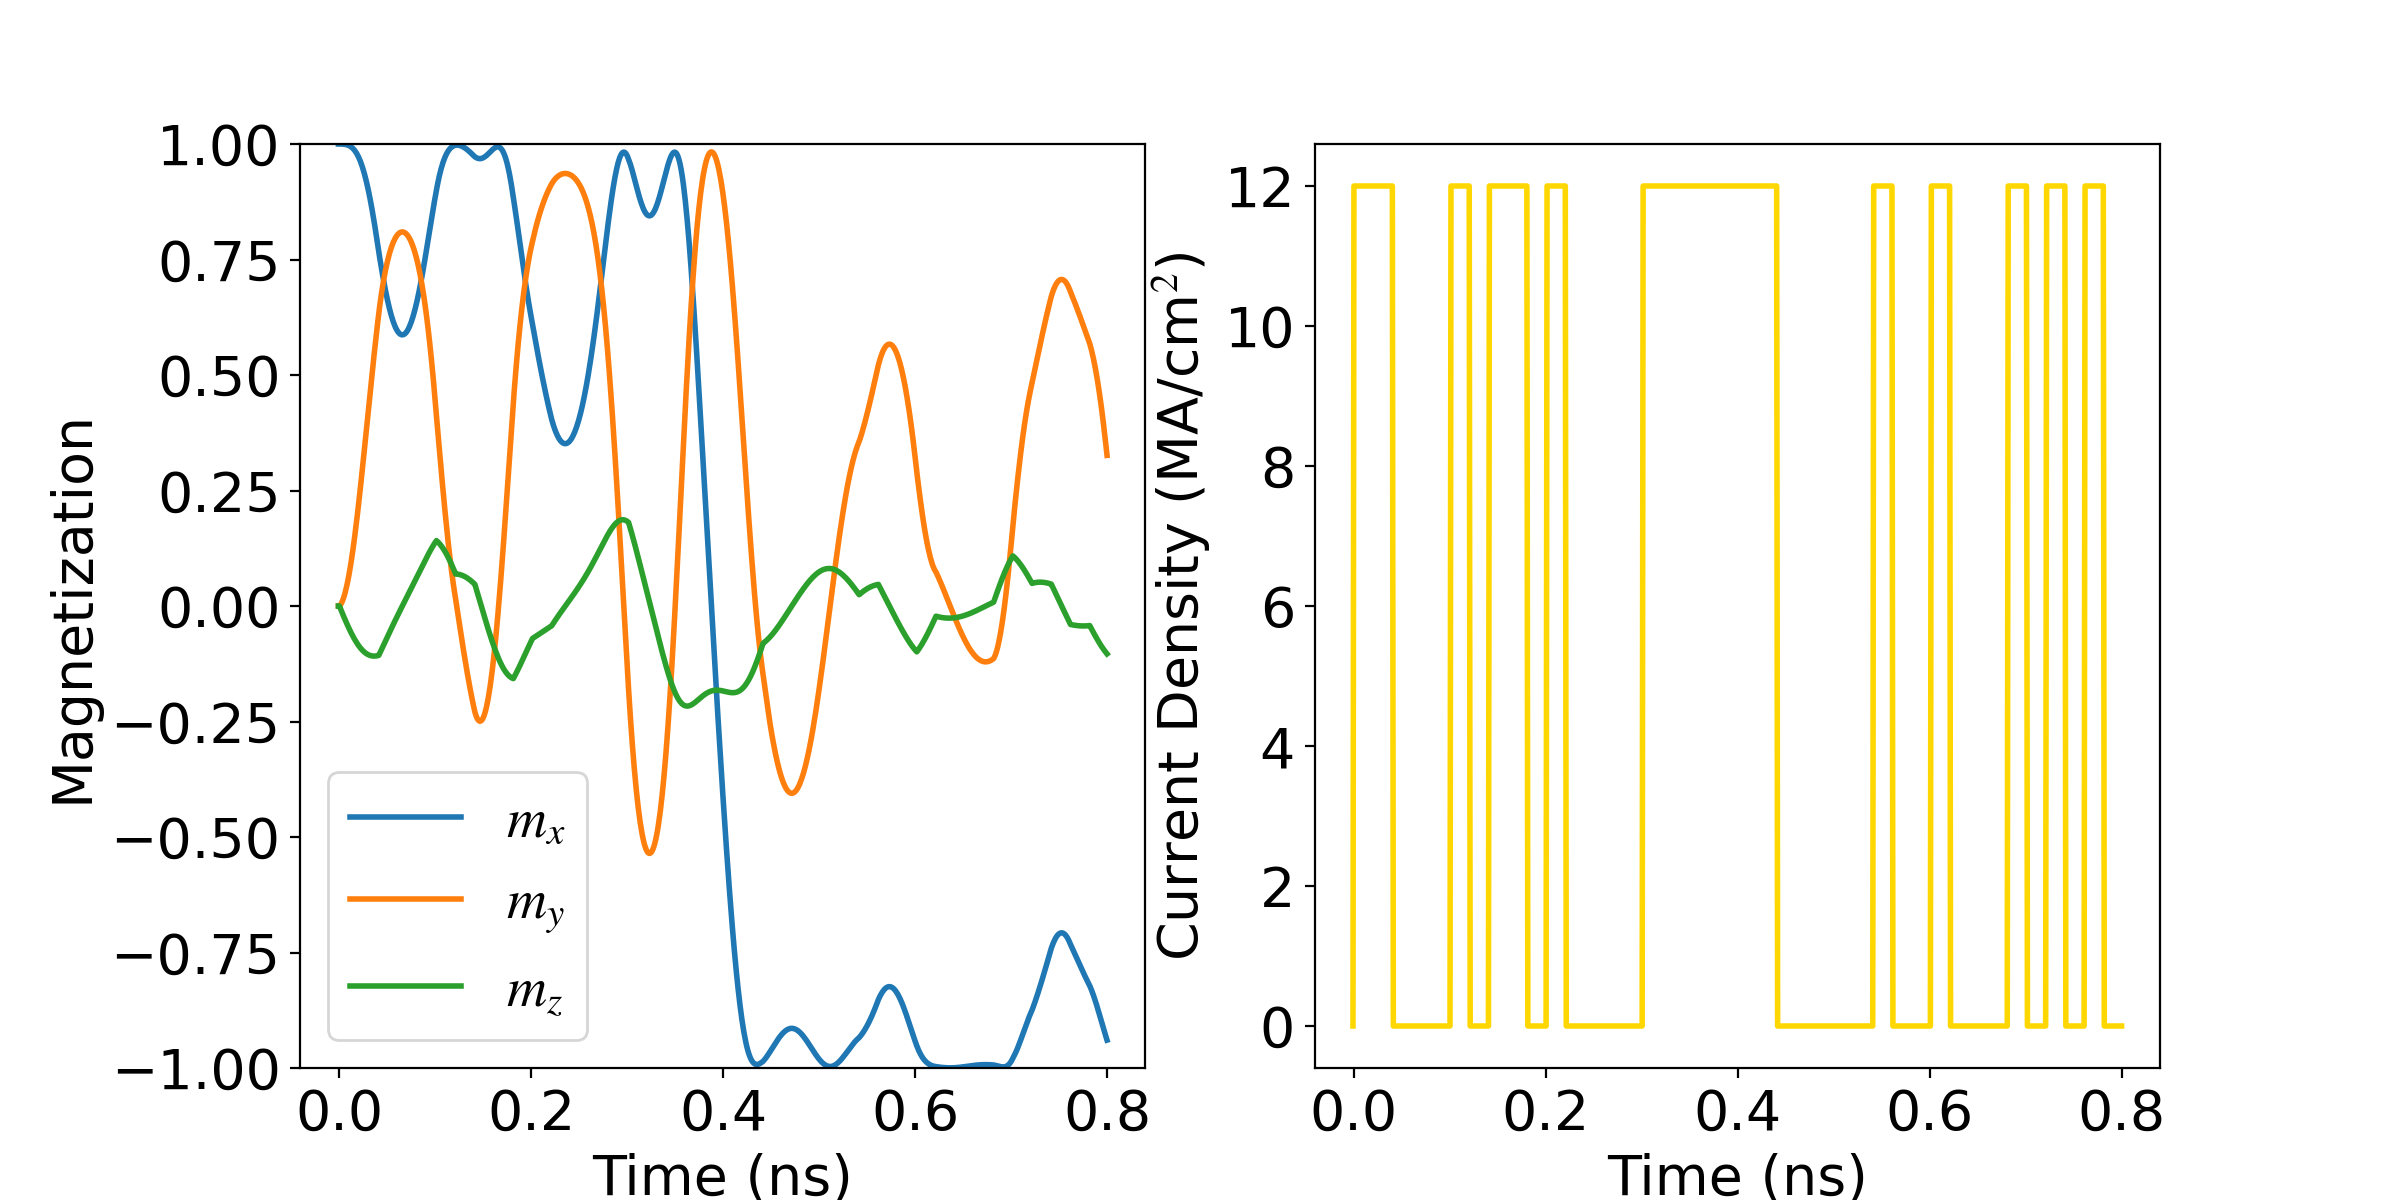 1.00
0.75
0.50
0.25
0.00
−0.25
−0.50
−0.75
−1.00
Magnetization
m_x
m_y
m_z
0.0 0.2 0.4 0.6 0.8
Time (ns)
12
10
8
6
4
2
0
Current Density (MA/cm²)
0.0 0.2 0.4 0.6 0.8
Time (ns)